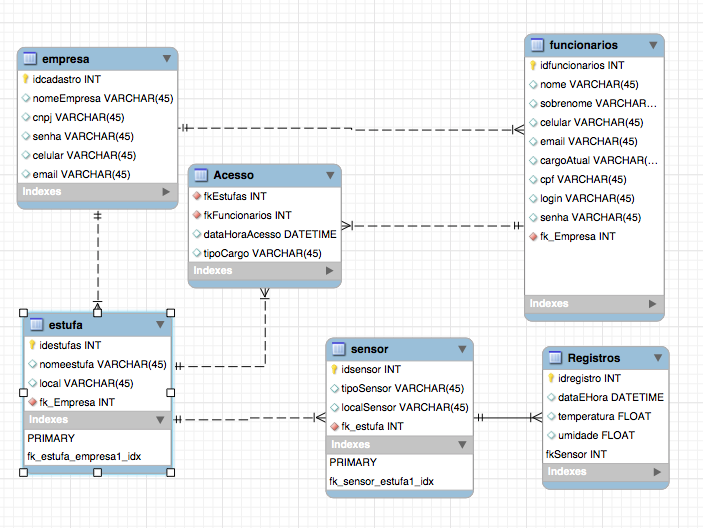 empresa
idcadastro INT
nomeEmpresa VARCHAR(45)
cnpj VARCHAR(45)
senha VARCHAR(45)
celular VARCHAR(45)
email VARCHAR(45)
Indexes
funcionarios
idfuncionarios INT
nome VARCHAR(45)
sobrenome VARCHAR...
celular VARCHAR(45)
email VARCHAR(45)
cargoAtual VARCHAR(...
cpf VARCHAR(45)
login VARCHAR(45)
senha VARCHAR(45)
fk_Empresa INT
Indexes
Acesso
fkEstufas INT
fkFuncionarios INT
dataHoraAcesso DATETIME
tipoCargo VARCHAR(45)
Indexes
estufa
idestufas INT
nomeestufa VARCHAR(45)
local VARCHAR(45)
fk_Empresa INT
Indexes
PRIMARY
fk_estufa_empresa1_idx
sensor
idsensor INT
tipoSensor VARCHAR(45)
localSensor VARCHAR(45)
fk_estufa INT
Indexes
PRIMARY
fk_sensor_estufa1_idx
Registros
idregistro INT
dataEHora DATETIME
temperatura FLOAT
umidade FLOAT
fkSensor INT
Indexes